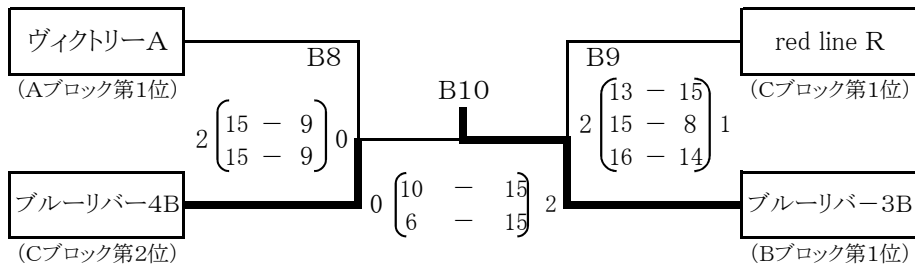 ヴィクトリーA
(Aブロック第1位)
B8
2 15 － 9 0
15 － 9
ブルーリバー4B
(Cブロック第2位)
B10
0 10 － 15 2
6 － 15
B9
13 － 15
2 15 － 8 1
16 － 14
red line R
(Cブロック第1位)
ブルーリバ－3B
(Bブロック第1位)